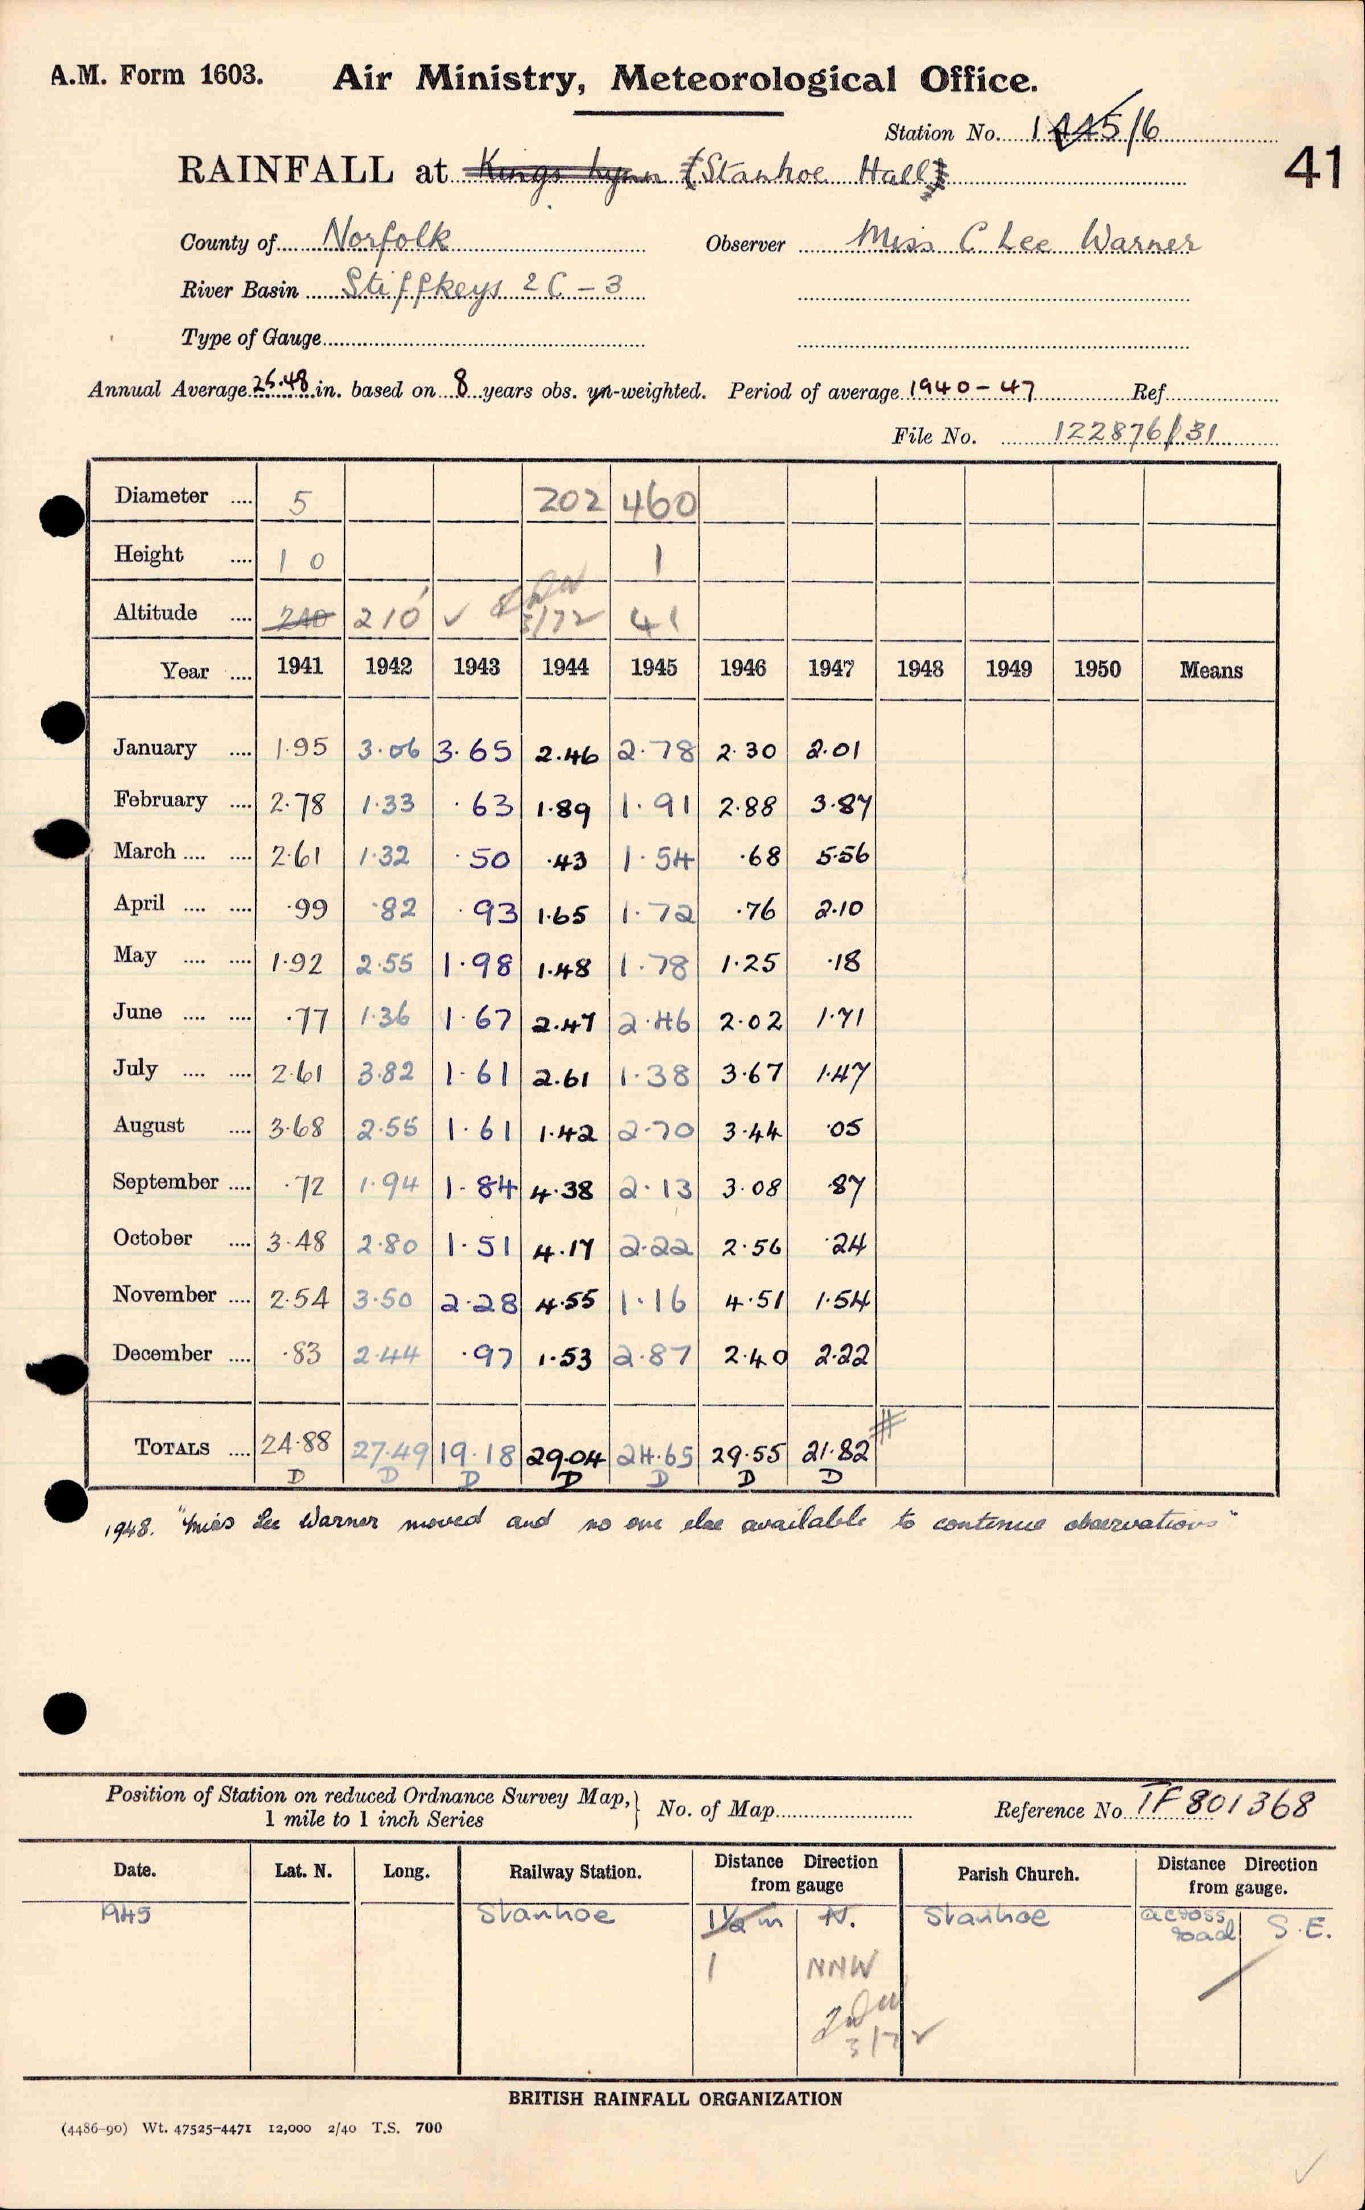 A.M. Form 1603. Air Ministry, Meteorological Office.
Station No. 1445/6
41
RAINFALL at Kings Lynn (Stanhoe Hall)
County of Norfolk Observer Miss C Lee Warner
River Basin Stiffkeys 2C - 3
Type of Gauge
Annual Average 25.48 in. based on 8 years obs. un-weighted. Period of average 1940-47 Ref
File No. 122876/31
Diameter .... 5 202 460
Height .... 1 0 1
Altitude .... 240 210' ✓ 3/72 41
Year .... 1941 1942 1943 1944 1945 1946 1947 1948 1949 1950 Means
January .... 1.95 3.06 3.65 2.46 2.78 2.30 2.01
February .... 2.78 1.33 .63 1.89 1.91 2.88 3.87
March .... .... 2.61 1.32 .50 .43 1.54 .68 5.56
April .... .... .99 .82 .93 1.65 1.72 .76 2.10
May .... .... 1.92 2.55 1.98 1.48 1.78 1.25 .18
June .... .... .77 1.36 1.67 2.47 2.46 2.02 1.71
July .... .... 2.61 3.82 1.61 2.61 1.38 3.67 1.47
August .... 3.68 2.55 1.61 1.42 2.70 3.44 .05
September .... .72 1.94 1.84 4.38 2.13 3.08 .87
October .... 3.48 2.80 1.51 4.17 2.22 2.56 .24
November .... 2.54 3.50 2.28 4.55 1.16 4.51 1.54
December .... .83 2.44 .97 1.53 2.87 2.40 2.22
TOTALS .... 24.88 27.49 19.18 29.04 24.65 29.55 21.82 #
D D D D D D D
1948. "Miss Lee Warner moved and no one else available to continue observations"
Position of Station on reduced Ordnance Survey Map, 1 mile to 1 inch Series } No. of Map Reference No TF 801368
Date. Lat. N. Long. Railway Station. Distance Direction from gauge Parish Church. Distance Direction from gauge.
1945 Stanhoe 1½ m N. Stanhoe across road S.E.
1 NNW
3/72 ✓
BRITISH RAINFALL ORGANIZATION
(4486-90) Wt. 47525-4471 12,000 2/40 T.S. 700